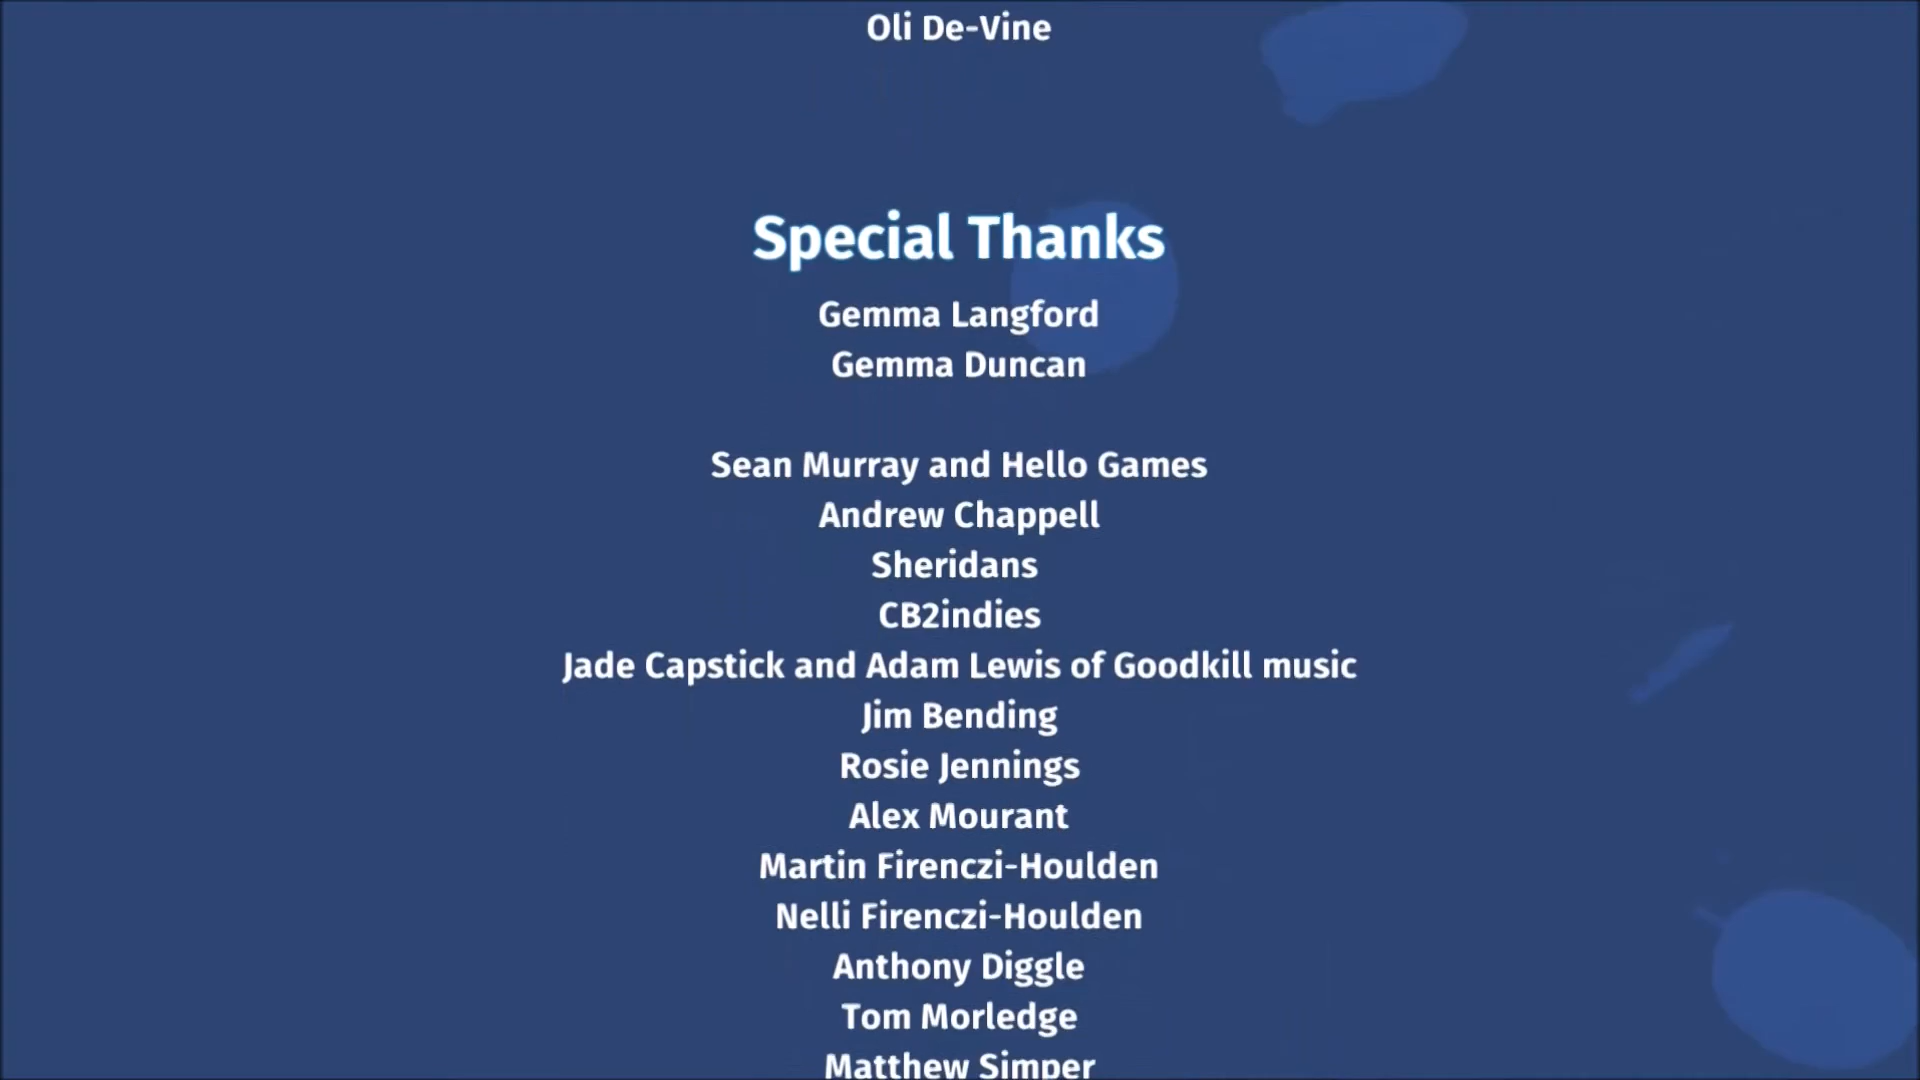 Oli De-Vine
Special Thanks
Gemma Langford
Gemma Duncan
Sean Murray and Hello Games
Andrew Chappell
Sheridans
CB2indies
Jade Capstick and Adam Lewis of Goodkill music
Jim Bending
Rosie Jennings
Alex Mourant
Martin Firenczi-Houlden
Nelli Firenczi-Houlden
Anthony Diggle
Tom Morledge
Matthew Simper